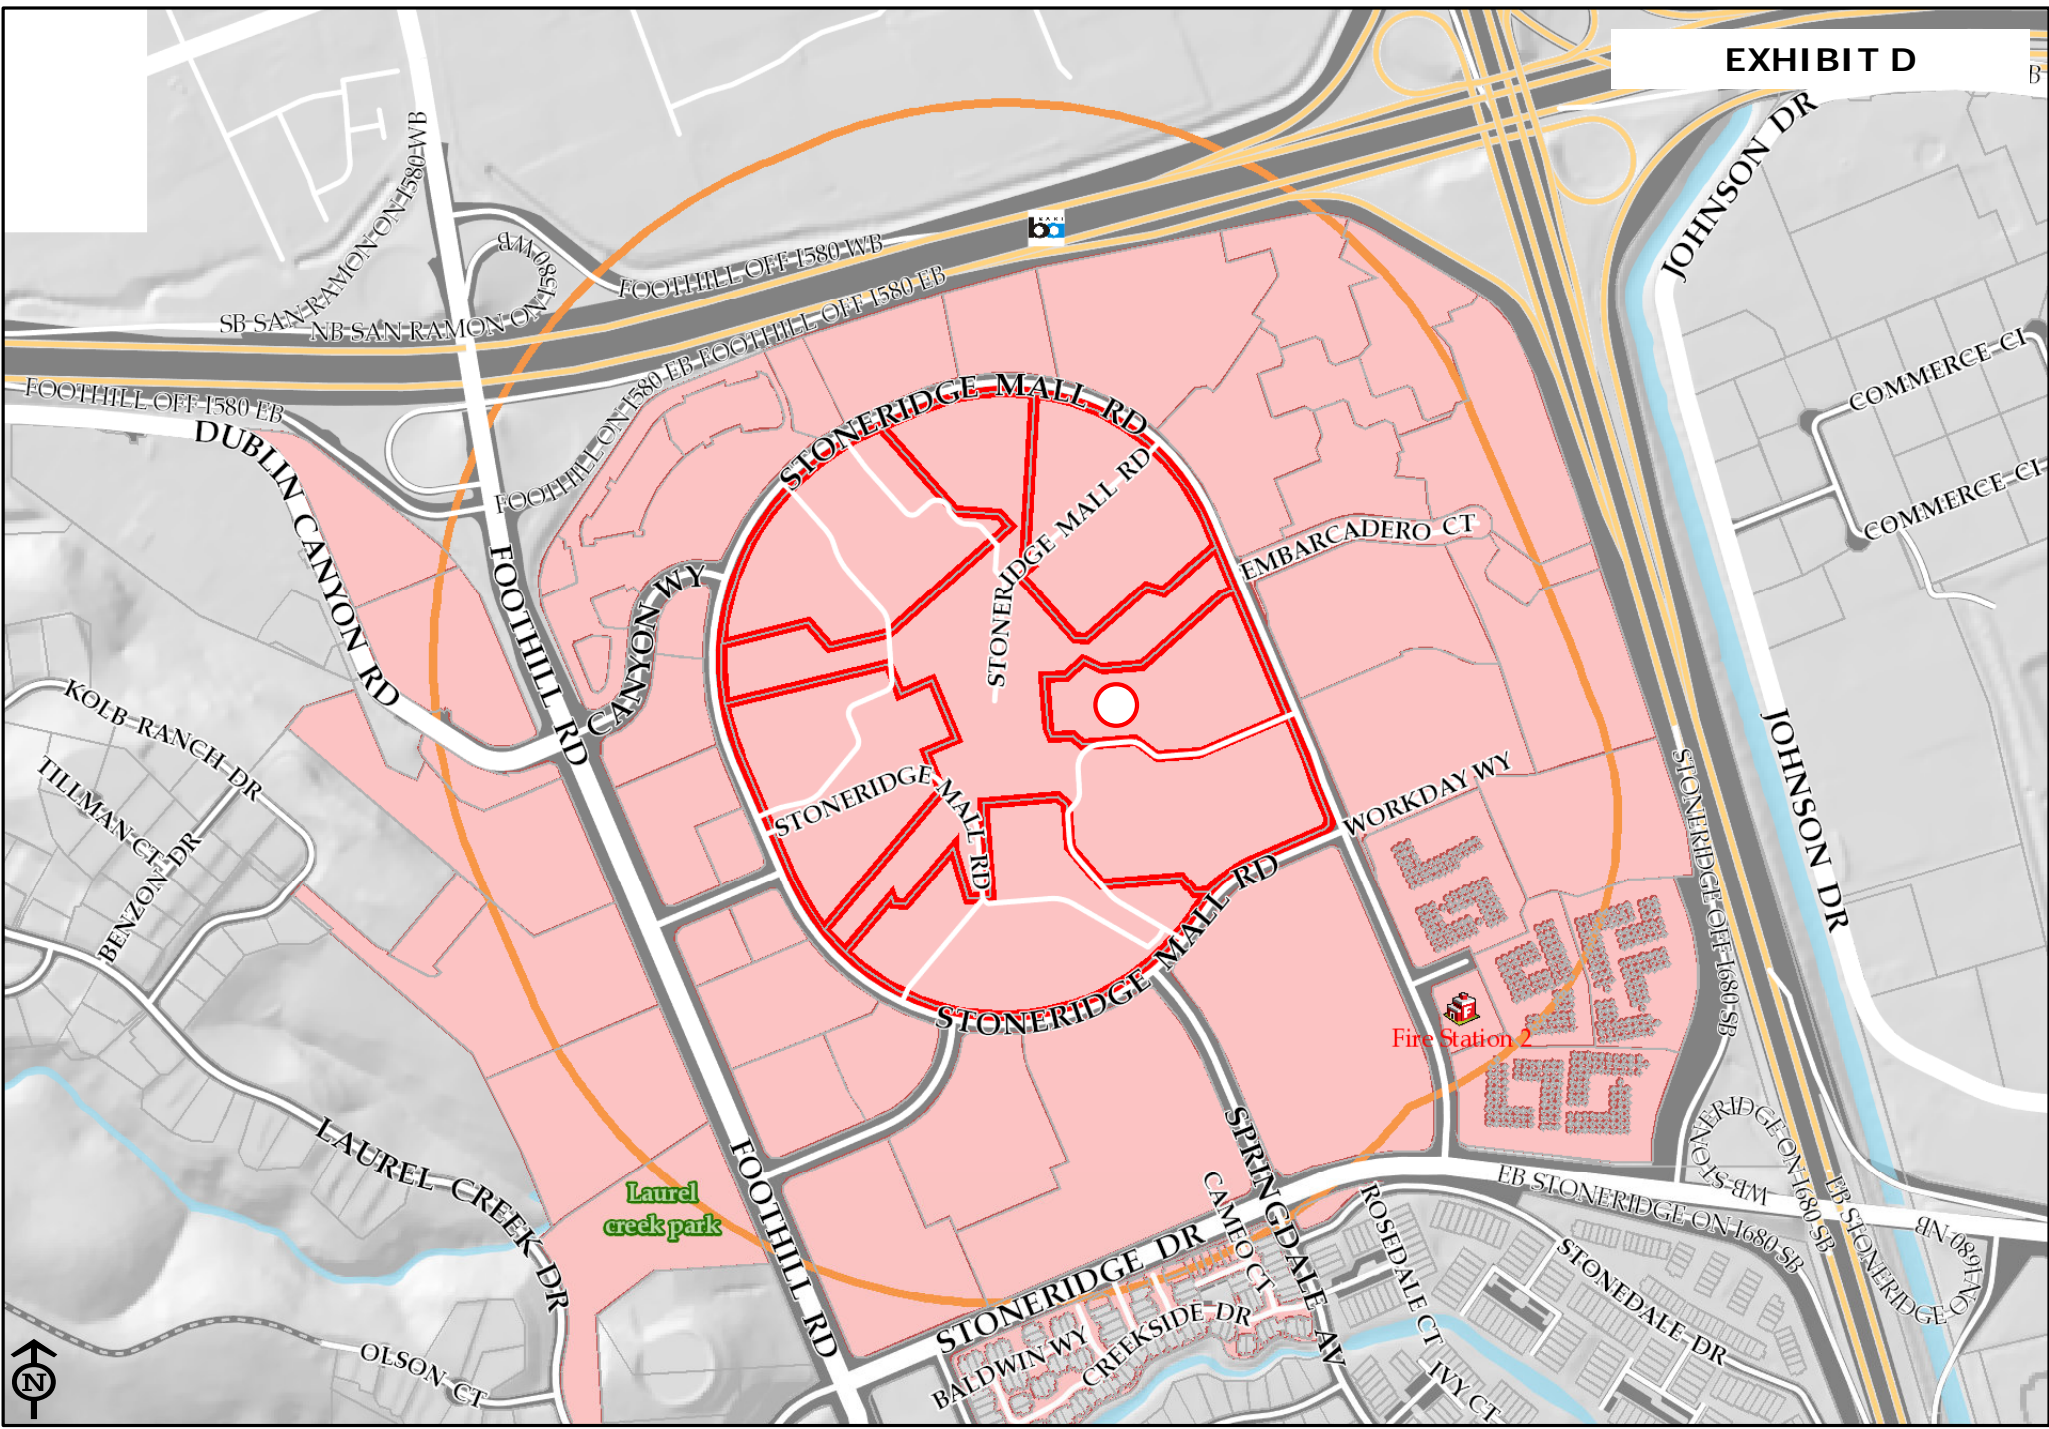 EXHIBIT D
B
JOHNSON DR
SB SAN RAMON ON I580 WB
I580 WB
NB SAN RAMON ON
FOOTHILL OFF I580 WB
FOOTHILL OFF I580 EB
FOOTHILL ON I580 EB
FOOTHILL OFF I580 EB
DUBLIN CANYON RD
COMMERCE CI
COMMERCE CI
STONERIDGE MALL RD
STONERIDGE MALL RD
EMBARCADERO CT
FOOTHILL RD
CANYON WY
KOLB RANCH DR
TILLMAN CT
BENZON DR
STONERIDGE MALL RD
WORKDAY WY
STONERIDGE OFF I680 SB
JOHNSON DR
STONERIDGE MALL RD
Fire Station 2
LAUREL CREEK DR
Laurel
creek park
FOOTHILL RD
SPRINGDALE AV
CAMEO CT
ROSEDALE CT
STONERIDGE DR
EB STONERIDGE ON I680 SB
WB STONERIDGE ON I680 SB
EB STONERIDGE ON I680 NB
STONEDALE DR
BALDWIN WY
CREEKSIDE DR
IVY CT
OLSON CT
N